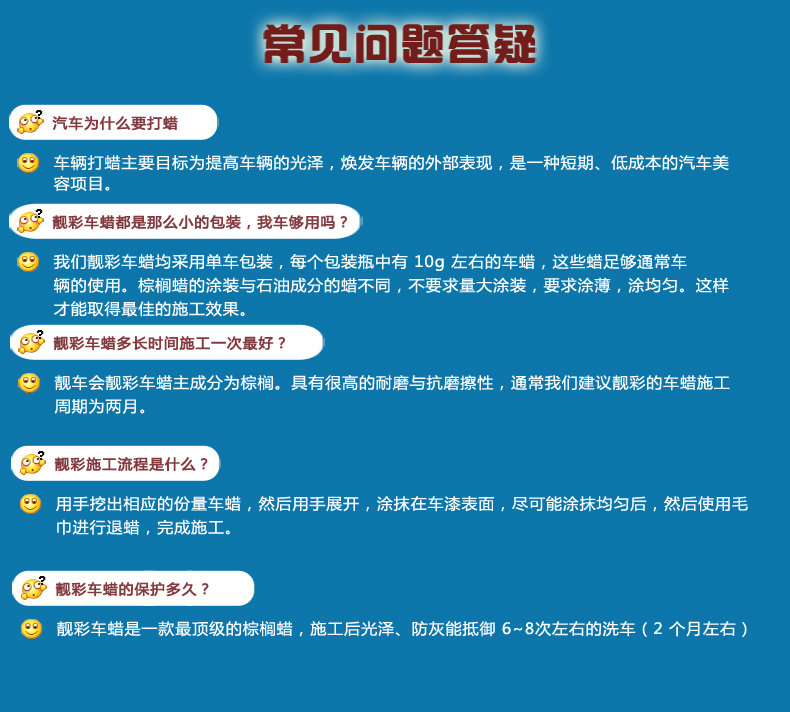 常见问题答疑
汽车为什么要打蜡
车辆打蜡主要目标为提高车辆的光泽，焕发车辆的外部表现，是一种短期、低成本的汽车美
容项目。
靓彩车蜡都是那么小的包装，我车够用吗？
我们靓彩车蜡均采用单车包装，每个包装瓶中有 10g 左右的车蜡，这些蜡足够通常车
辆的使用。棕榈蜡的涂装与石油成分的蜡不同，不要求量大涂装，要求涂薄，涂均匀。这样
才能取得最佳的施工效果。
靓彩车蜡多长时间施工一次最好？
靓车会靓彩车蜡主成分为棕榈。具有很高的耐磨与抗磨擦性，通常我们建议靓彩的车蜡施工
周期为两月。
靓彩施工流程是什么？
用手挖出相应的份量车蜡，然后用手展开，涂抹在车漆表面，尽可能涂抹均匀后，然后使用毛
巾进行退蜡，完成施工。
靓彩车蜡的保护多久？
靓彩车蜡是一款最顶级的棕榈蜡，施工后光泽、防灰能抵御 6~8次左右的洗车（2 个月左右）